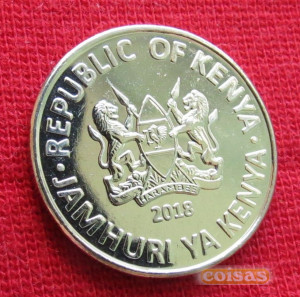 REPUBLIC OF KENYA
HARAMBEE
2018
JAMHURI YA KENYA
coisas